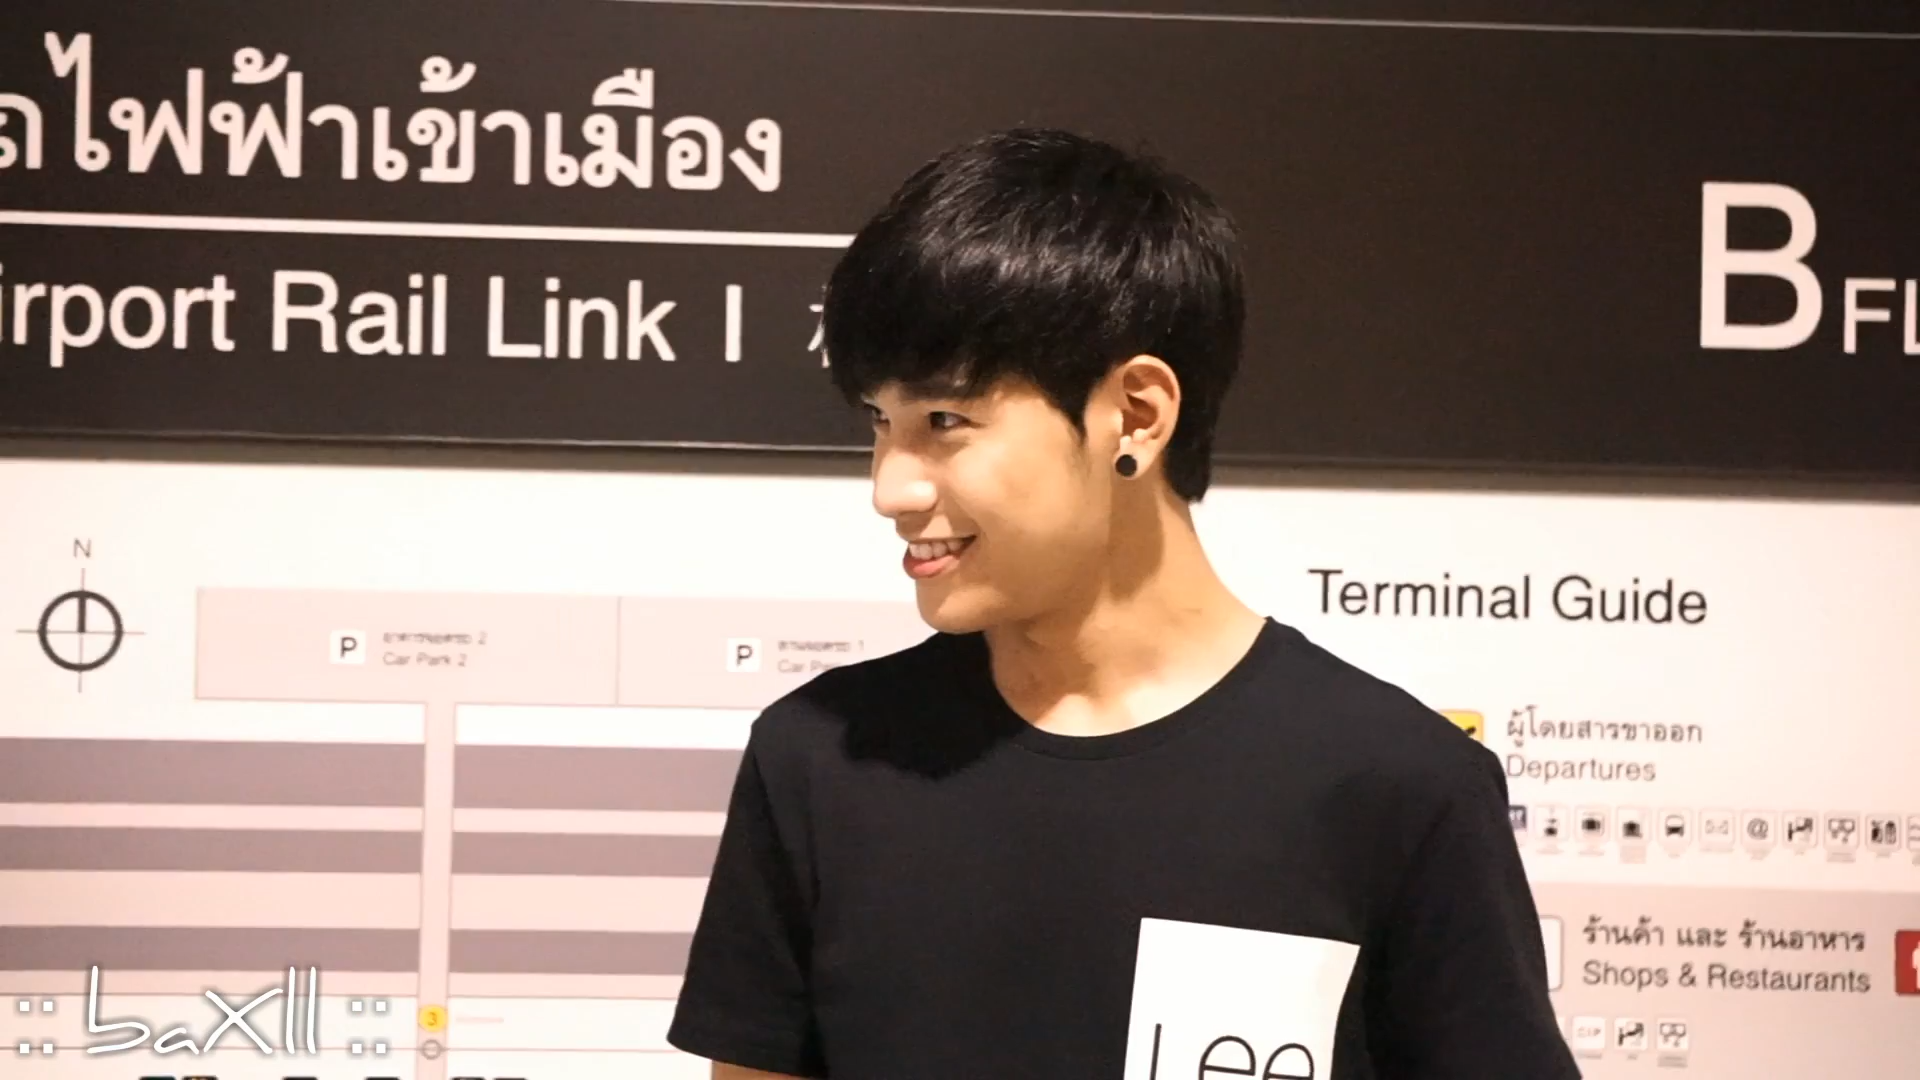 ถไฟฟ้าเข้าเมือง
irport Rail Link |
B FL
N
P
Car Park 2
P
Car
Terminal Guide
ผู้โดยสารขาออก
Departures
ร้านค้า และ ร้านอาหาร
Shops & Restaurants
3
Lee
:: baXII ::